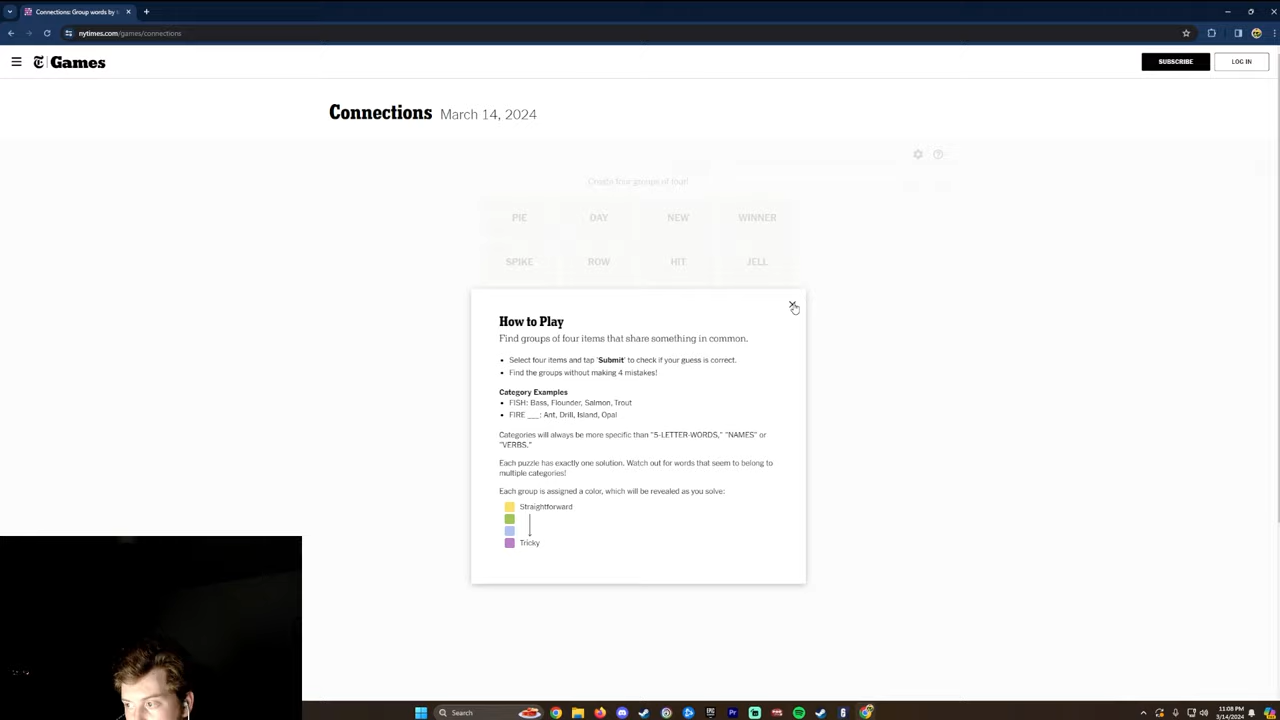 Connections: Group words by
nytimes.com/games/connections
Games
SUBSCRIBE
LOG IN
Connections March 14, 2024
Create four groups of four!
PIE DAY NEW WINNER
SPIKE ROW HIT JELL
How to Play
Find groups of four items that share something in common.
• Select four items and tap 'Submit' to check if your guess is correct.
• Find the groups without making 4 mistakes!
Category Examples
• FISH: Bass, Flounder, Salmon, Trout
• FIRE ___: Ant, Drill, Island, Opal
Categories will always be more specific than "5-LETTER-WORDS," "NAMES" or
"VERBS."
Each puzzle has exactly one solution. Watch out for words that seem to belong to
multiple categories!
Each group is assigned a color, which will be revealed as you solve:
Straightforward
Tricky
Search
11:08 PM
3/14/2024